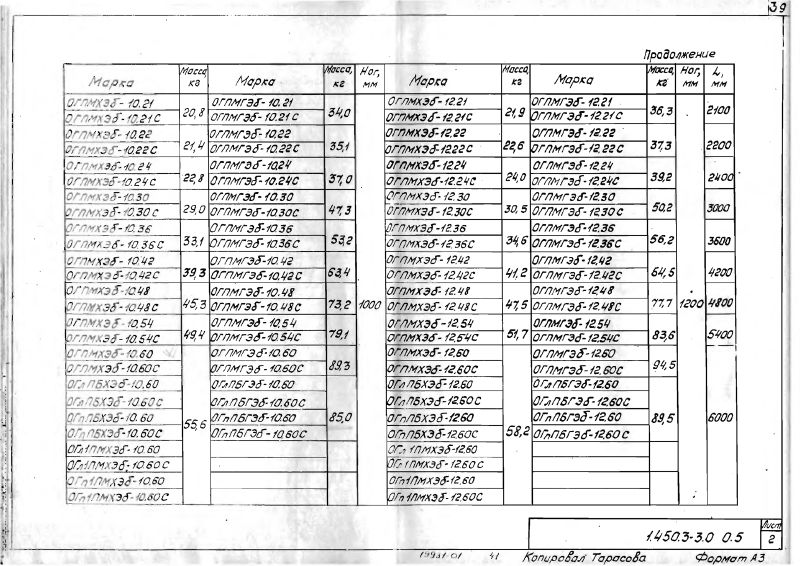 39
Продолжение
Марка Масса, кг Марка Масса, кг Ног, мм Марка Масса, кг Марка Масса, кг Ног, мм L, мм
ОГПМХЭб-10.21 20,8 ОГПМГЭб-10.21 34,0 1000 ОГПМХЭб-12.21 21,9 ОГПМГЭб-12.21 36,3 1200 2100
ОГПМХЭб-10.21С ОГПМГЭб-10.21С ОГПМХЭб-12.21С ОГПМГЭб-12.21С
ОГПМХЭб-10.22 21,4 ОГПМГЭб-10.22 35,1 ОГПМХЭб-12.22 22,6 ОГПМГЭб-12.22 37,3 2200
ОГПМХЭб-10.22С ОГПМГЭб-10.22С ОГПМХЭб-12.22С ОГПМГЭб-12.22С
ОГПМХЭб-10.24 22,8 ОГПМГЭб-10.24 37,0 ОГПМХЭб-12.24 24,0 ОГПМГЭб-12.24 39,2 2400
ОГПМХЭб-10.24С ОГПМГЭб-10.24С ОГПМХЭб-12.24С ОГПМГЭб-12.24С
ОГПМХЭб-10.30 29,0 ОГПМГЭб-10.30 47,3 ОГПМХЭб-12.30 30,5 ОГПМГЭб-12.30 50,2 3000
ОГПМХЭб-10.30С ОГПМГЭб-10.30С ОГПМХЭб-12.30С ОГПМГЭб-12.30С
ОГПМХЭб-10.36 33,1 ОГПМГЭб-10.36 53,2 ОГПМХЭб-12.36 34,6 ОГПМГЭб-12.36 56,2 3600
ОГПМХЭб-10.36С ОГПМГЭб-10.36С ОГПМХЭб-12.36С ОГПМГЭб-12.36С
ОГПМХЭб-10.42 39,3 ОГПМГЭб-10.42 63,4 ОГПМХЭб-12.42 41,2 ОГПМГЭб-12.42 64,5 4200
ОГПМХЭб-10.42С ОГПМГЭб-10.42С ОГПМХЭб-12.42С ОГПМГЭб-12.42С
ОГПМХЭб-10.48 45,3 ОГПМГЭб-10.48 73,2 ОГПМХЭб-12.48 47,5 ОГПМГЭб-12.48 77,7 4800
ОГПМХЭб-10.48С ОГПМГЭб-10.48С ОГПМХЭб-12.48С ОГПМГЭб-12.48С
ОГПМХЭб-10.54 49,4 ОГПМГЭб-10.54 79,1 ОГПМХЭб-12.54 51,7 ОГПМГЭб-12.54 83,6 5400
ОГПМХЭб-10.54С ОГПМГЭб-10.54С ОГПМХЭб-12.54С ОГПМГЭб-12.54С
ОГПМХЭб-10.60 55,6 ОГПМГЭб-10.60 89,3 ОГПМХЭб-12.60 58,2 ОГПМГЭб-12.60 94,5 6000
ОГПМХЭб-10.60С ОГПМГЭб-10.60С ОГПМХЭб-12.60С ОГПМГЭб-12.60С
ОГлПБХЭб-10.60 ОГлПБГЭб-10.60 85,0 ОГлПБХЭб-12.60 ОГлПБГЭб-12.60 89,5
ОГлПБХЭб-10.60С ОГлПБГЭб-10.60С ОГлПБХЭб-12.60С ОГлПБГЭб-12.60С
ОГпПБХЭб-10.60 ОГпПБГЭб-10.60 ОГпПБХЭб-12.60 ОГпПБГЭб-12.60
ОГпПБХЭб-10.60С ОГпПБГЭб-10.60С ОГпПБХЭб-12.60С ОГпПБГЭб-12.60С
ОГл1ПМХЭб-10.60 ОГл1ПМХЭб-12.60
ОГл1ПМХЭб-10.60С ОГл1ПМХЭб-12.60С
ОГп1ПМХЭб-10.60 ОГп1ПМХЭб-12.60
ОГп1ПМХЭб-10.60С ОГп1ПМХЭб-12.60С
1.450.3-3.0 0.5 Лист 2
19931-01 41 Копировал Тарасова Формат А3